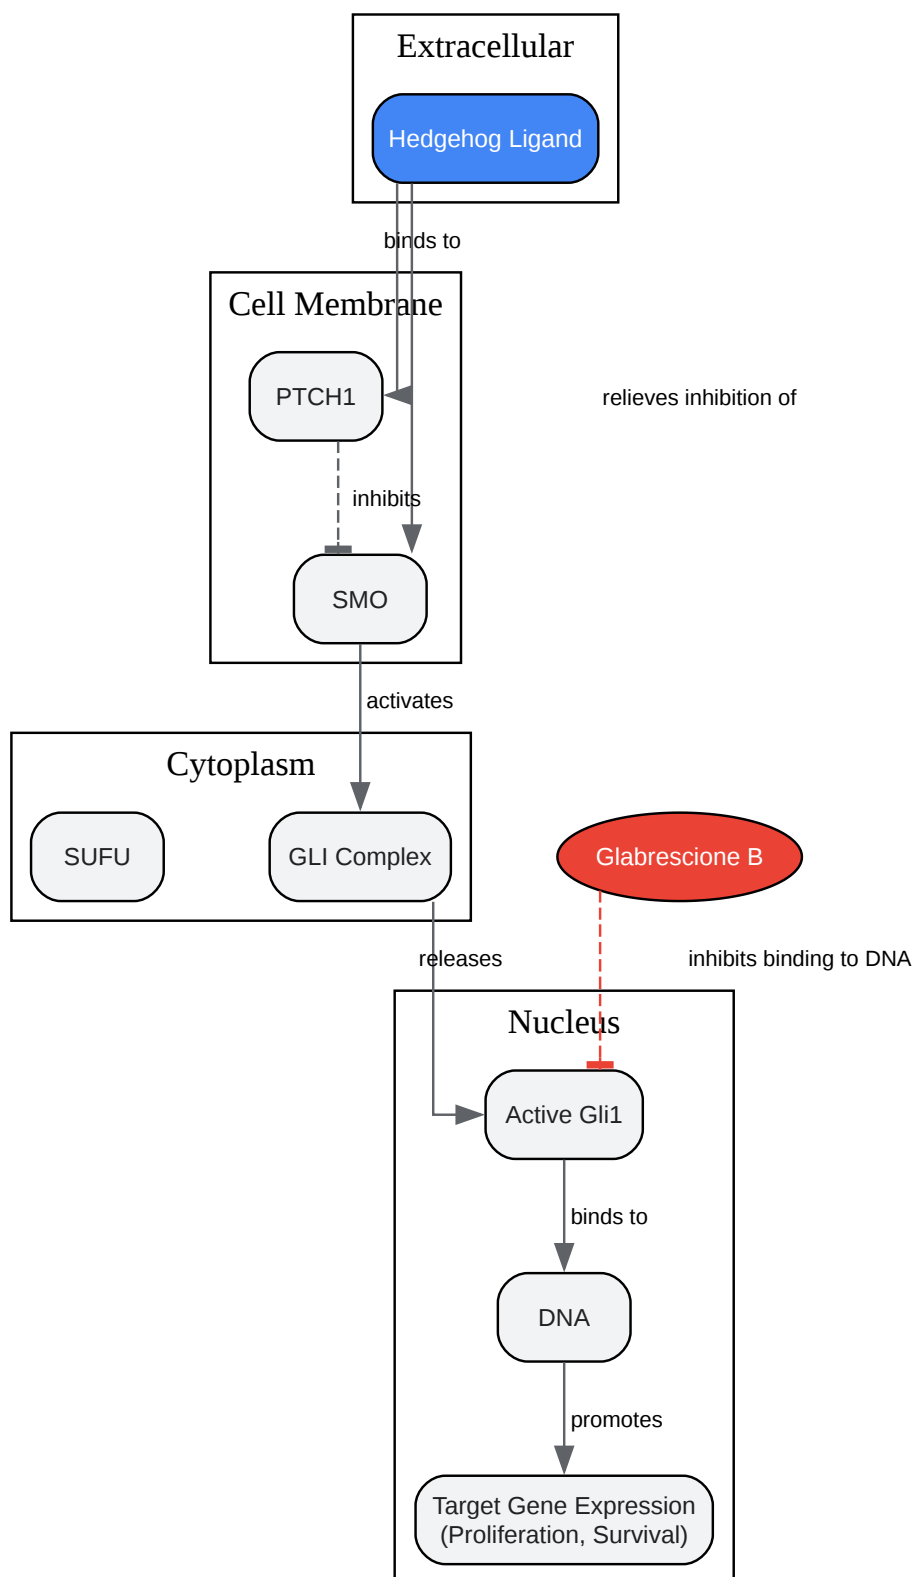 Extracellular
Hedgehog Ligand
binds to
Cell Membrane
PTCH1
relieves inhibition of
inhibits
SMO
activates
Cytoplasm
SUFU
GLI Complex
Glabrescione B
releases
inhibits binding to DNA
Nucleus
Active Gli1
binds to
DNA
promotes
Target Gene Expression
(Proliferation, Survival)